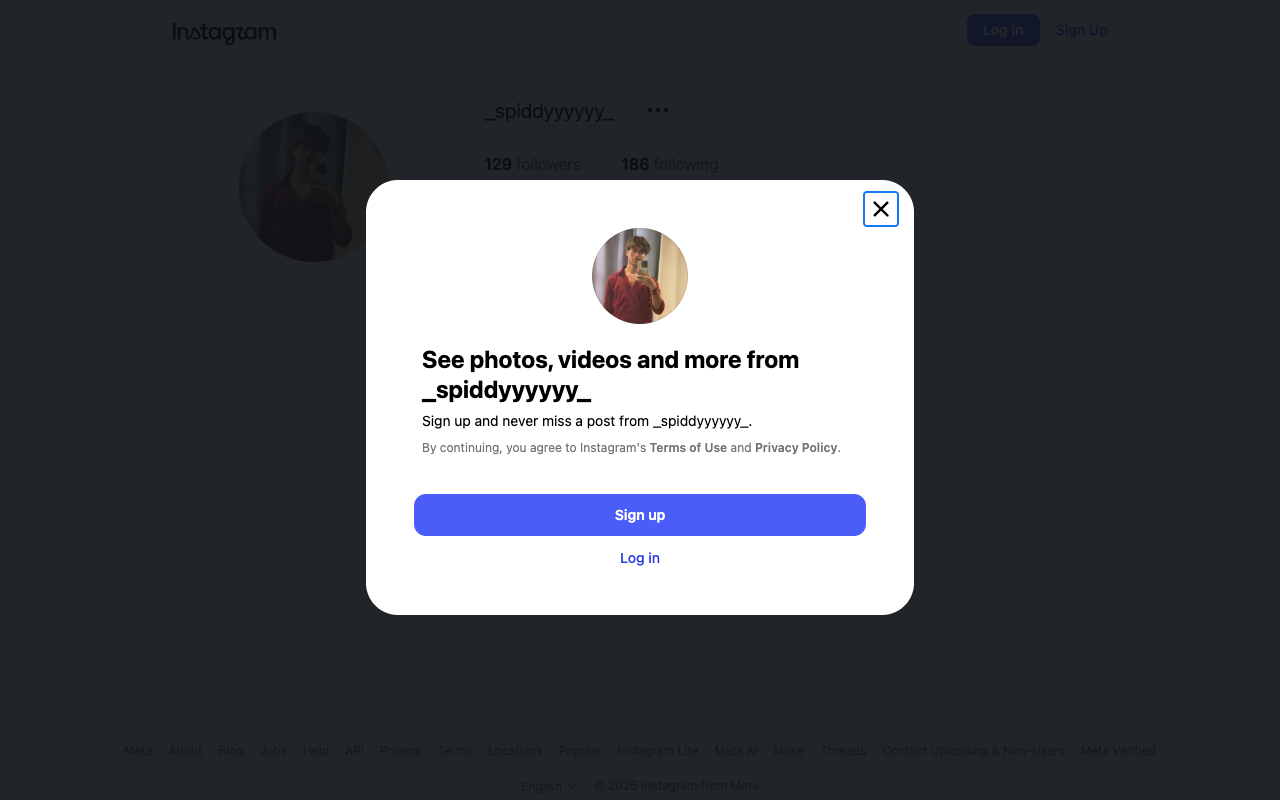 Instagram
Log In
Sign Up
_spiddyyyyyy_
129 followers 186 following
See photos, videos and more from
_spiddyyyyyy_
Sign up and never miss a post from _spiddyyyyyy_.
By continuing, you agree to Instagram's Terms of Use and Privacy Policy.
Sign up
Log in
Meta About Blog Jobs Help API Privacy Terms Locations Popular Instagram Lite Meta AI Muse Threads Contact Uploading & Non-Users Meta Verified
English © 2026 Instagram from Meta